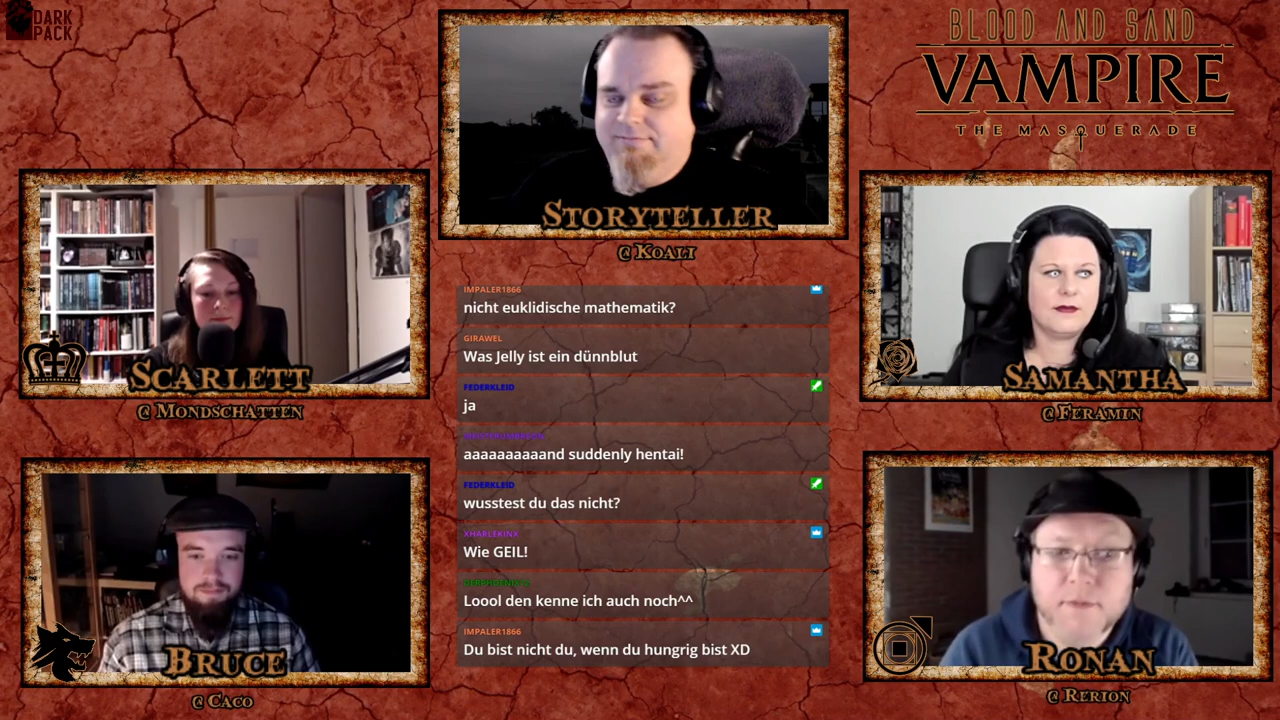 DARK
PACK
BLOOD AND SAND
VAMPIRE
THE MASQUERADE
STORYTELLER
@ KOALI
SCARLETT
@ MONDSCHATTEN
SAMANTHA
@ FERAMIN
IMPALER1866
nicht euklidische mathematik?
GIRAWEL
Was Jelly ist ein dünnblut
FEDERKLEID
ja
aaaaaaaaaand suddenly hentai!
FEDERKLEID
wusstest du das nicht?
XHARLEKINX
Wie GEIL!
Loool den kenne ich auch noch^^
IMPALER1866
Du bist nicht du, wenn du hungrig bist XD
BRUCE
@ CACO
RONAN
@ RERION